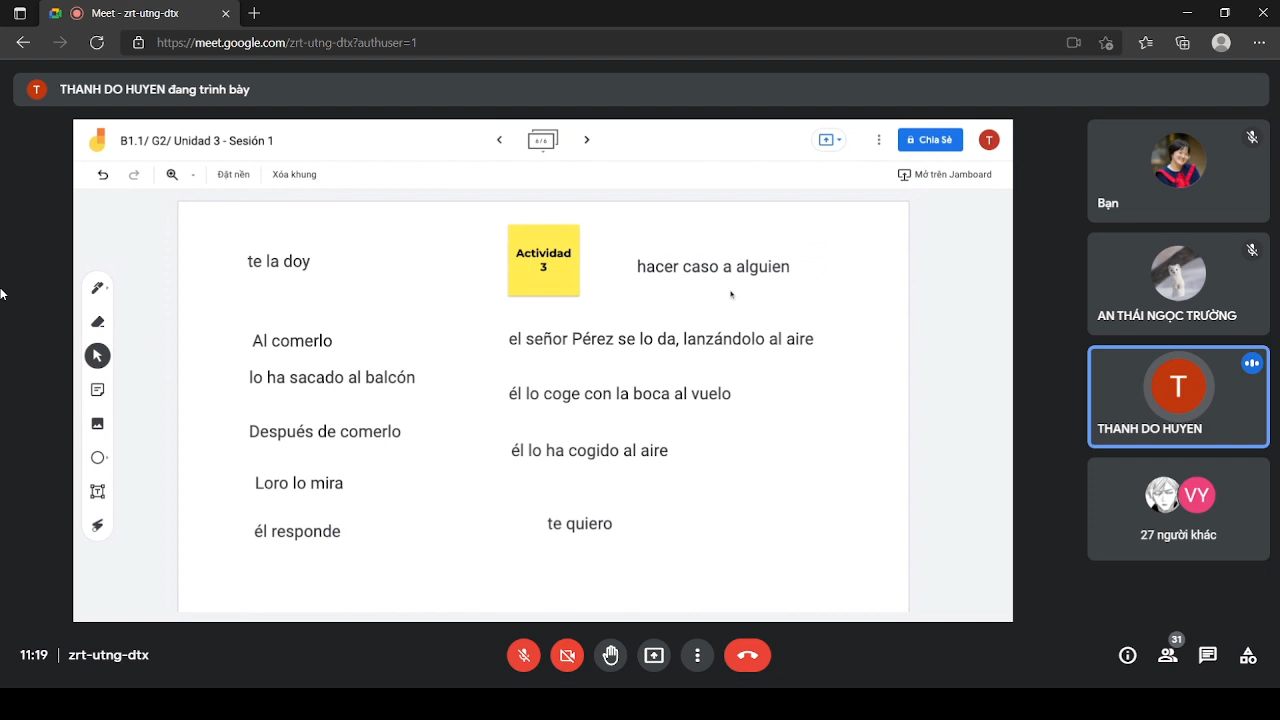 Meet - zrt-utng-dtx
https://meet.google.com/zrt-utng-dtx?authuser=1
T THANH DO HUYEN đang trình bày
B1.1/ G2/ Unidad 3 - Sesión 1
6 / 6
Chia Sẻ
T
Đặt nền
Xóa khung
Mở trên Jamboard
te la doy
Actividad
3
hacer caso a alguien
Al comerlo
el señor Pérez se lo da, lanzándolo al aire
lo ha sacado al balcón
él lo coge con la boca al vuelo
Después de comerlo
él lo ha cogido al aire
Loro lo mira
te quiero
él responde
Bạn
AN THÁI NGỌC TRƯỜNG
T
THANH DO HUYEN
VY
27 người khác
11:19 | zrt-utng-dtx
31